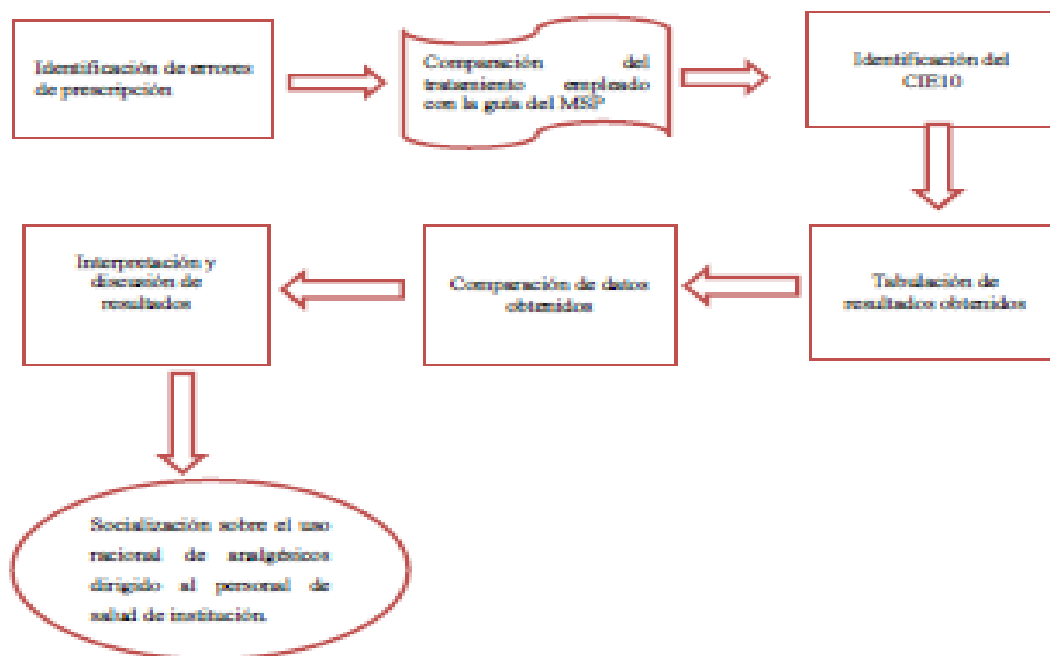 Identificación de errores
de prescripción
Comparación del
tratamiento empleado
con la guía del MSP
Identificación del
CIE10
Tabulación de
resultados obtenidos
Comparación de datos
obtenidos
Interpretación y
discusión de
resultados
Socialización sobre el uso
racional de analgésicos
dirigido al personal de
salud de institución.